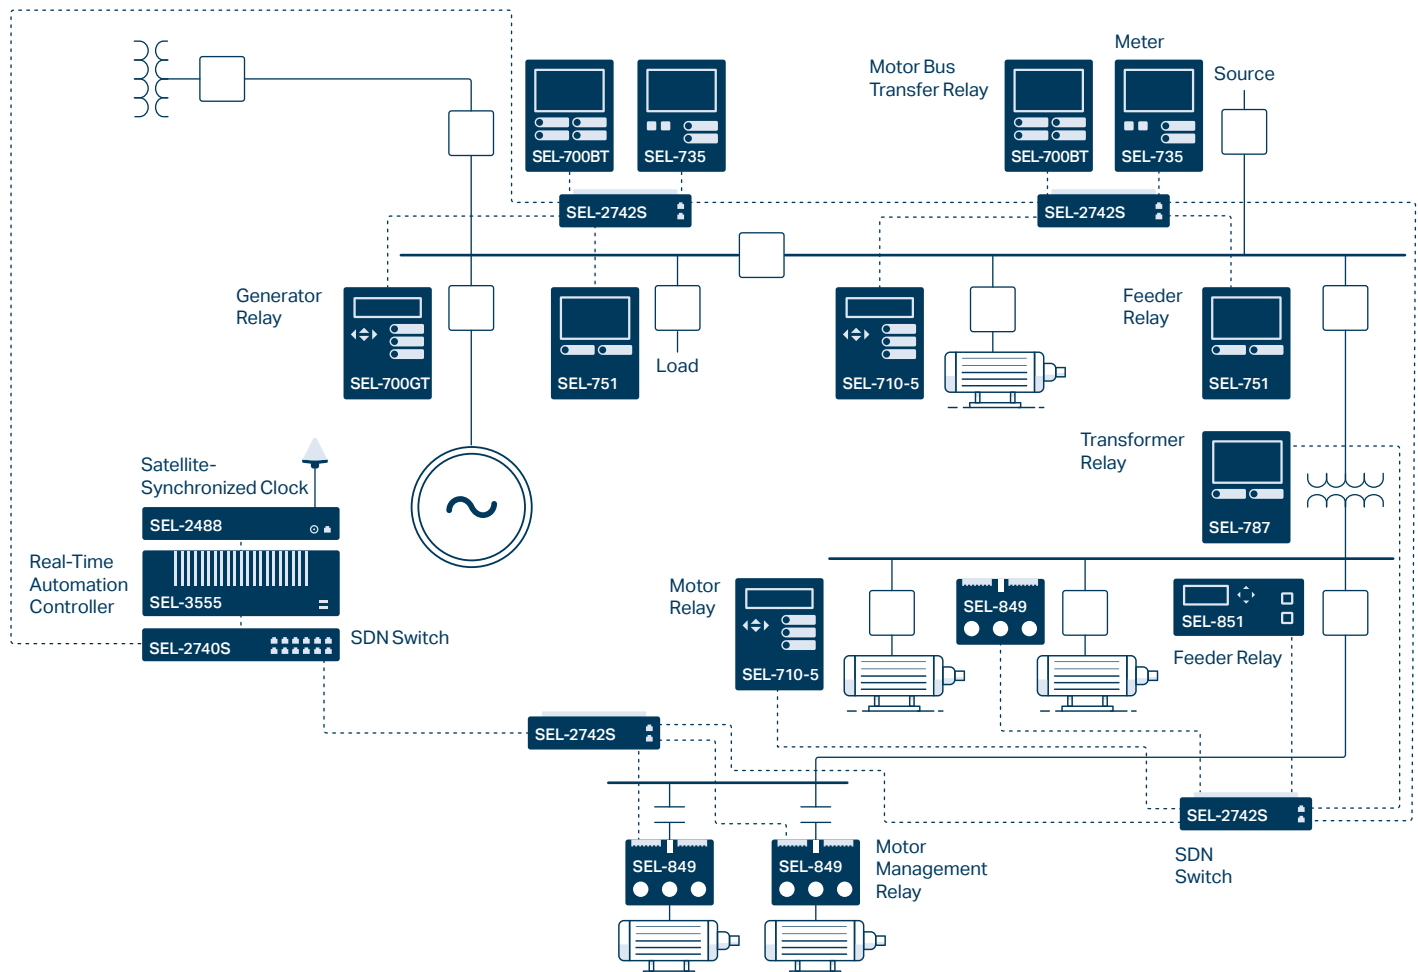 Meter
Motor Bus
Transfer Relay
Source
SEL-700BT
SEL-735
SEL-700BT
SEL-735
SEL-2742S
SEL-2742S
Generator
Relay
SEL-700GT
SEL-751
Load
SEL-710-5
Feeder
Relay
SEL-751
Transformer
Relay
SEL-787
Satellite-
Synchronized Clock
SEL-2488
Real-Time
Automation
Controller
SEL-3555
SEL-2740S
SDN Switch
Motor
Relay
SEL-710-5
SEL-849
SEL-851
Feeder Relay
SEL-2742S
SEL-2742S
SDN
Switch
SEL-849
SEL-849
Motor
Management
Relay